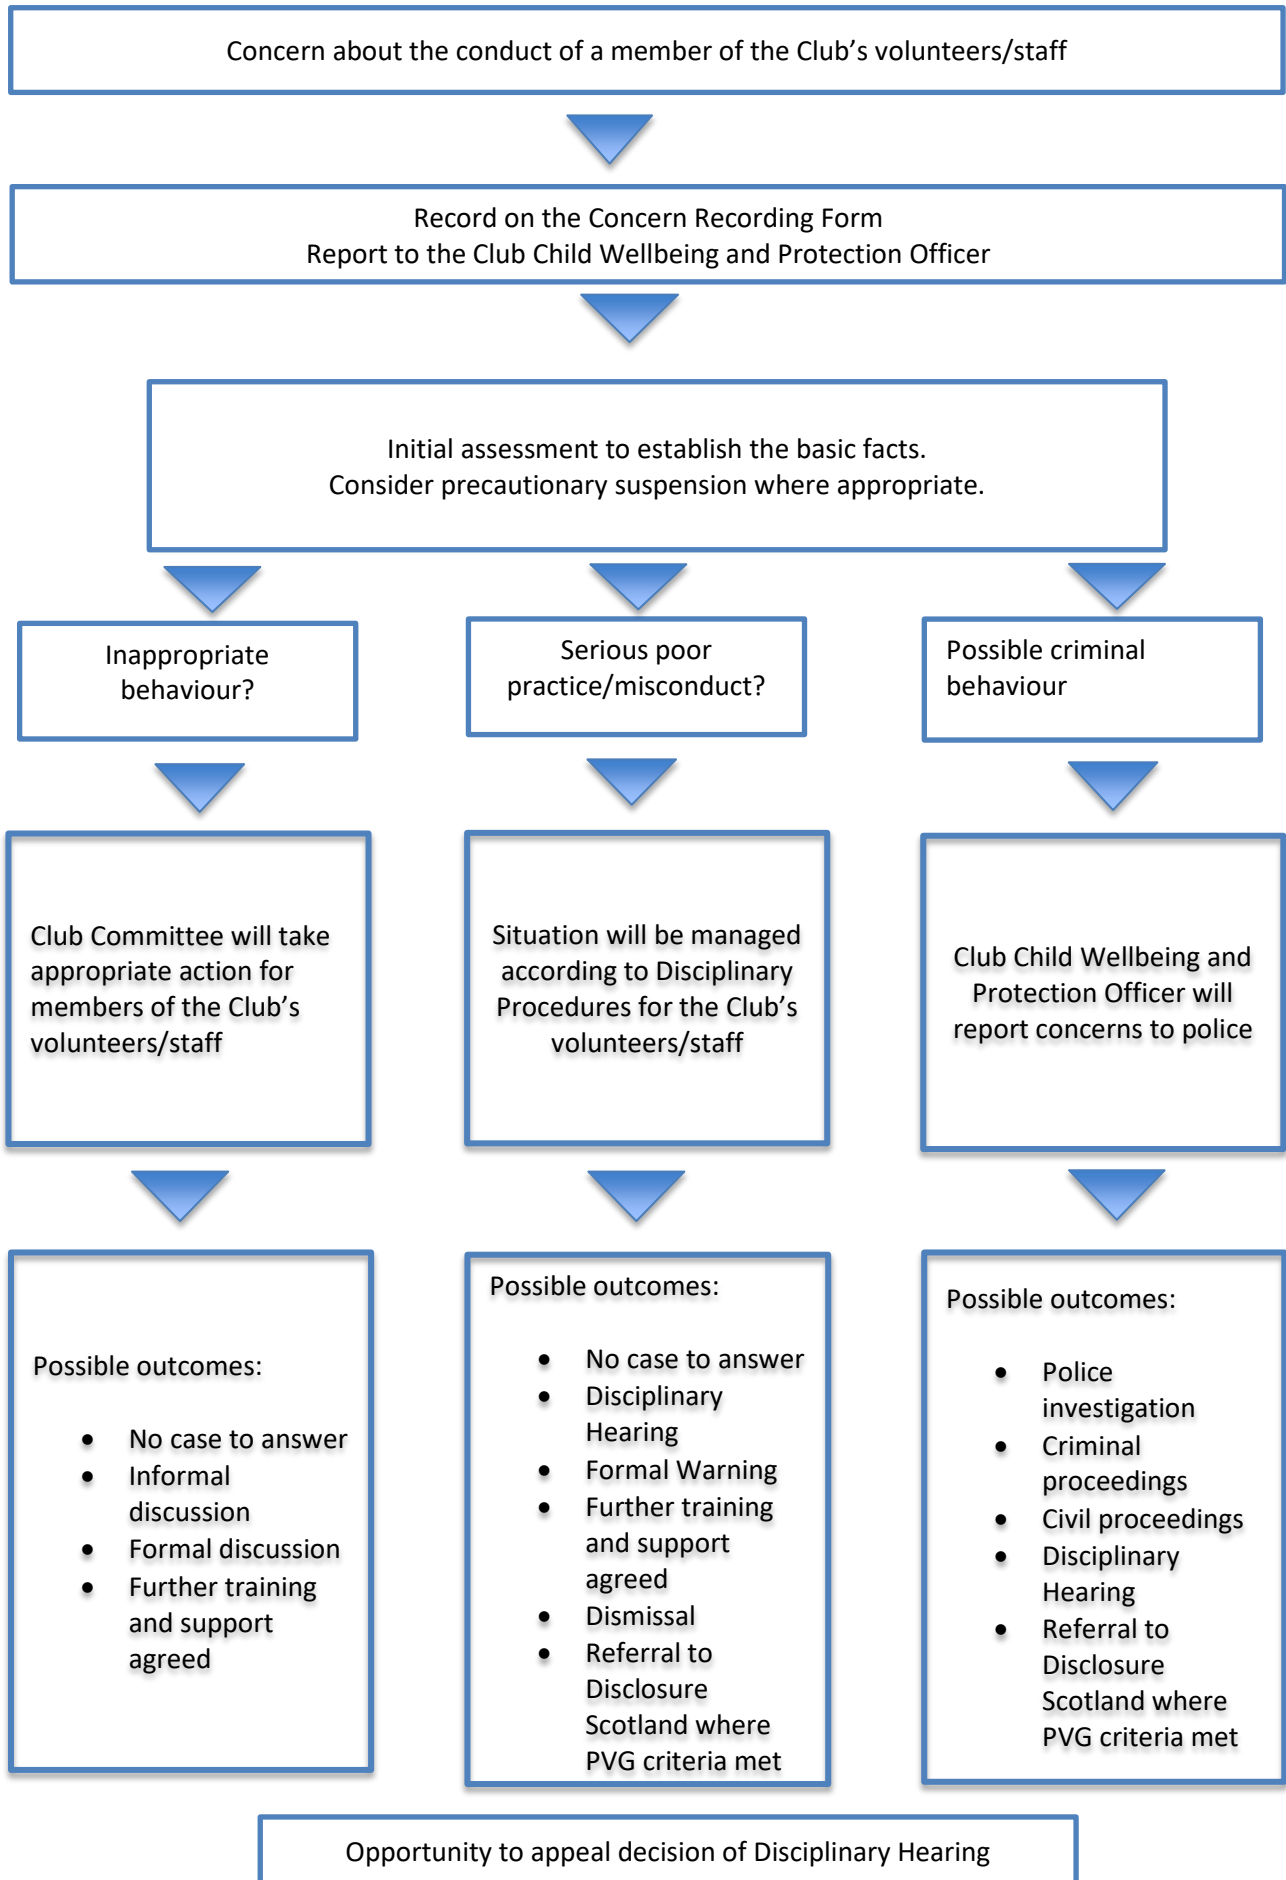 Concern about the conduct of a member of the Club’s volunteers/staff
Record on the Concern Recording Form
Report to the Club Child Wellbeing and Protection Officer
Initial assessment to establish the basic facts.
Consider precautionary suspension where appropriate.
Inappropriate
behaviour?
Serious poor
practice/misconduct?
Possible criminal
behaviour
Club Committee will take
appropriate action for
members of the Club’s
volunteers/staff
Situation will be managed
according to Disciplinary
Procedures for the Club’s
volunteers/staff
Club Child Wellbeing and
Protection Officer will
report concerns to police
Possible outcomes:
• No case to answer
• Informal
discussion
• Formal discussion
• Further training
and support
agreed
Possible outcomes:
• No case to answer
• Disciplinary
Hearing
• Formal Warning
• Further training
and support
agreed
• Dismissal
• Referral to
Disclosure
Scotland where
PVG criteria met
Possible outcomes:
• Police
investigation
• Criminal
proceedings
• Civil proceedings
• Disciplinary
Hearing
• Referral to
Disclosure
Scotland where
PVG criteria met
Opportunity to appeal decision of Disciplinary Hearing